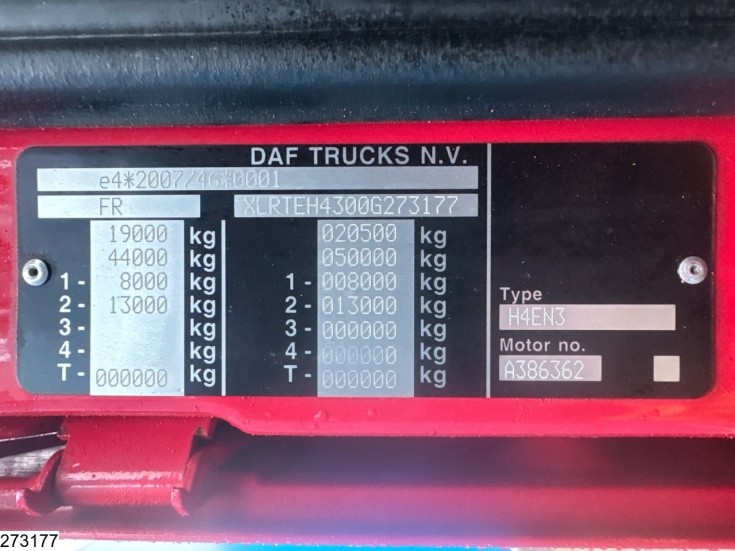 DAF TRUCKS N.V.
e4*2007/46*0001
FR XLRTEH4300G273177
19000 kg 020500 kg
44000 kg 050000 kg
1- 8000 kg 1- 008000 kg
2- 13000 kg 2- 013000 kg
3- kg 3- 000000 kg
4- kg 4- 000000 kg
T- 000000 kg T- 000000 kg
Type
H4EN3
Motor no.
A386362
273177